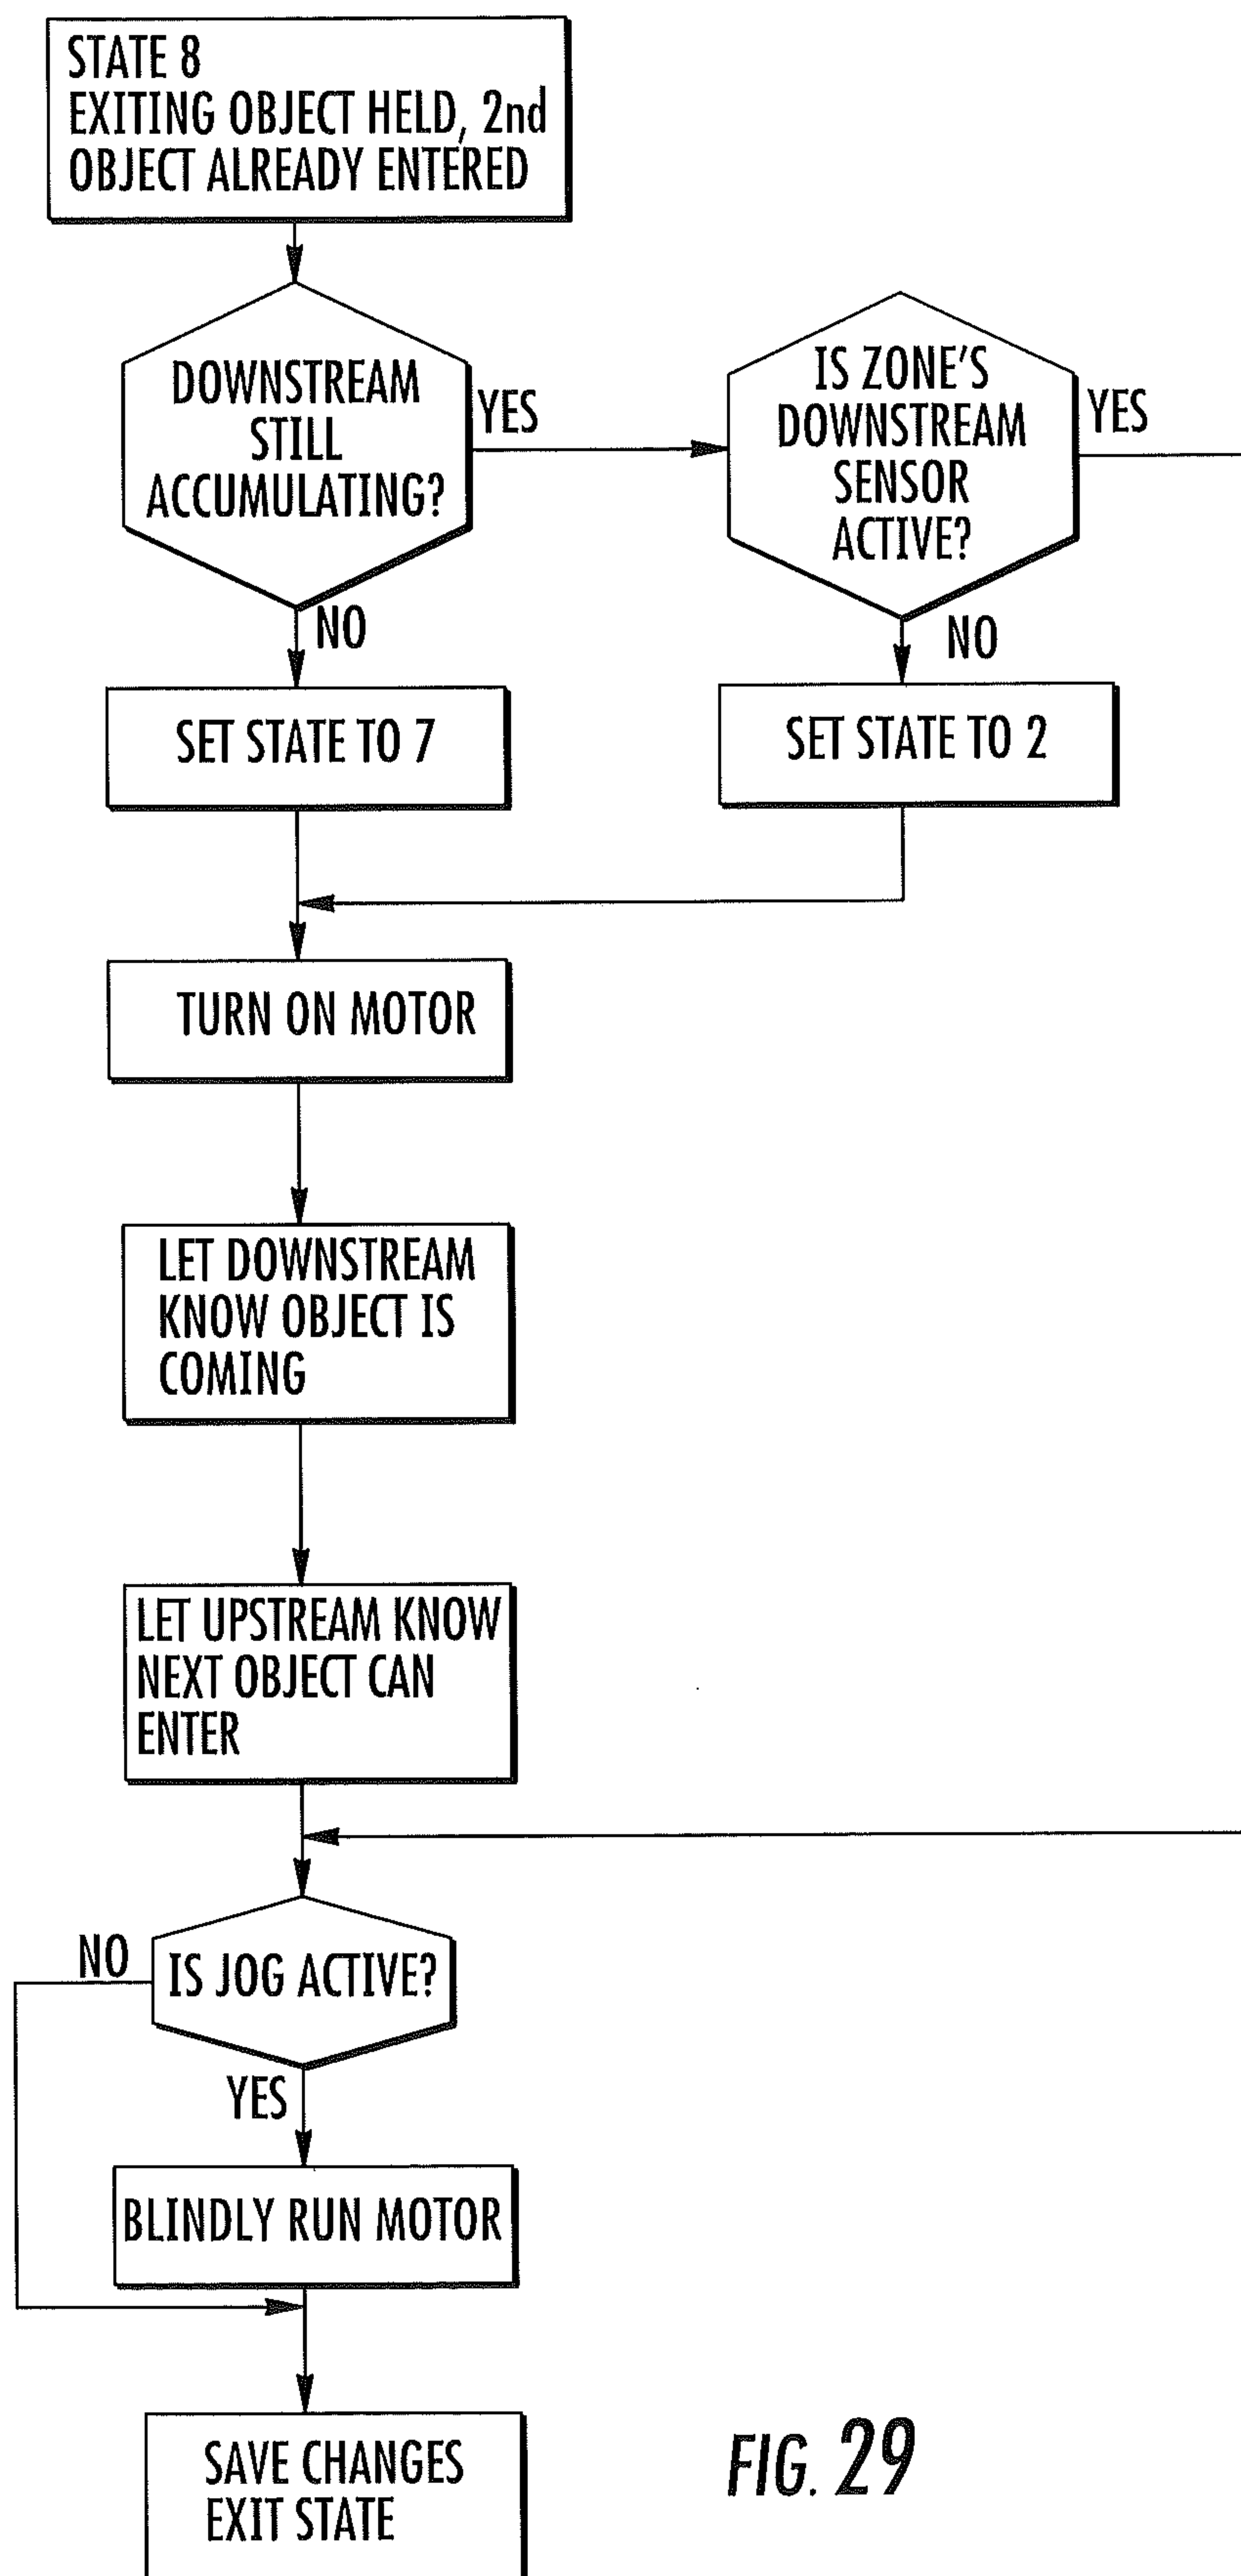 STATE 8
EXITING OBJECT HELD, 2nd
OBJECT ALREADY ENTERED
DOWNSTREAM
STILL
ACCUMULATING?
YES
IS ZONE'S
DOWNSTREAM
SENSOR
ACTIVE?
YES
NO
NO
SET STATE TO 7
SET STATE TO 2
TURN ON MOTOR
LET DOWNSTREAM
KNOW OBJECT IS
COMING
LET UPSTREAM KNOW
NEXT OBJECT CAN
ENTER
NO
IS JOG ACTIVE?
YES
BLINDLY RUN MOTOR
SAVE CHANGES
EXIT STATE
FIG. 29